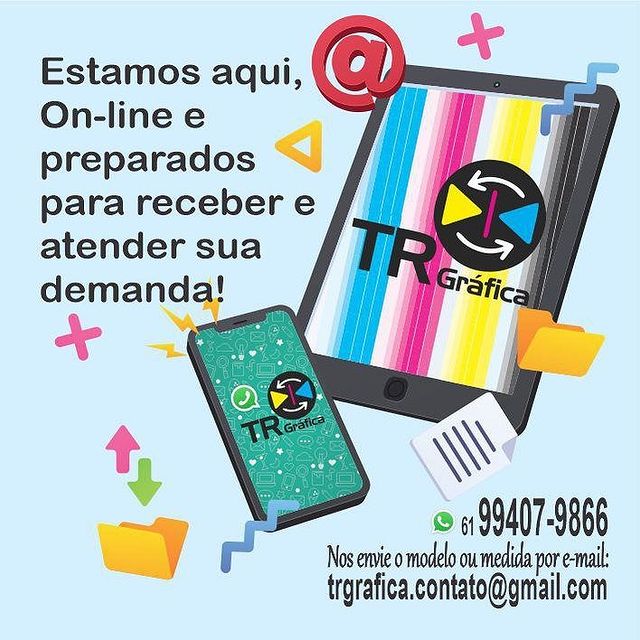 Estamos aqui,
On-line e
preparados
para receber e
atender sua
demanda!
@
TR
Gráfica
TR
Gráfica
61 99407-9866
Nos envie o modelo ou medida por e-mail:
trgrafica.contato@gmail.com